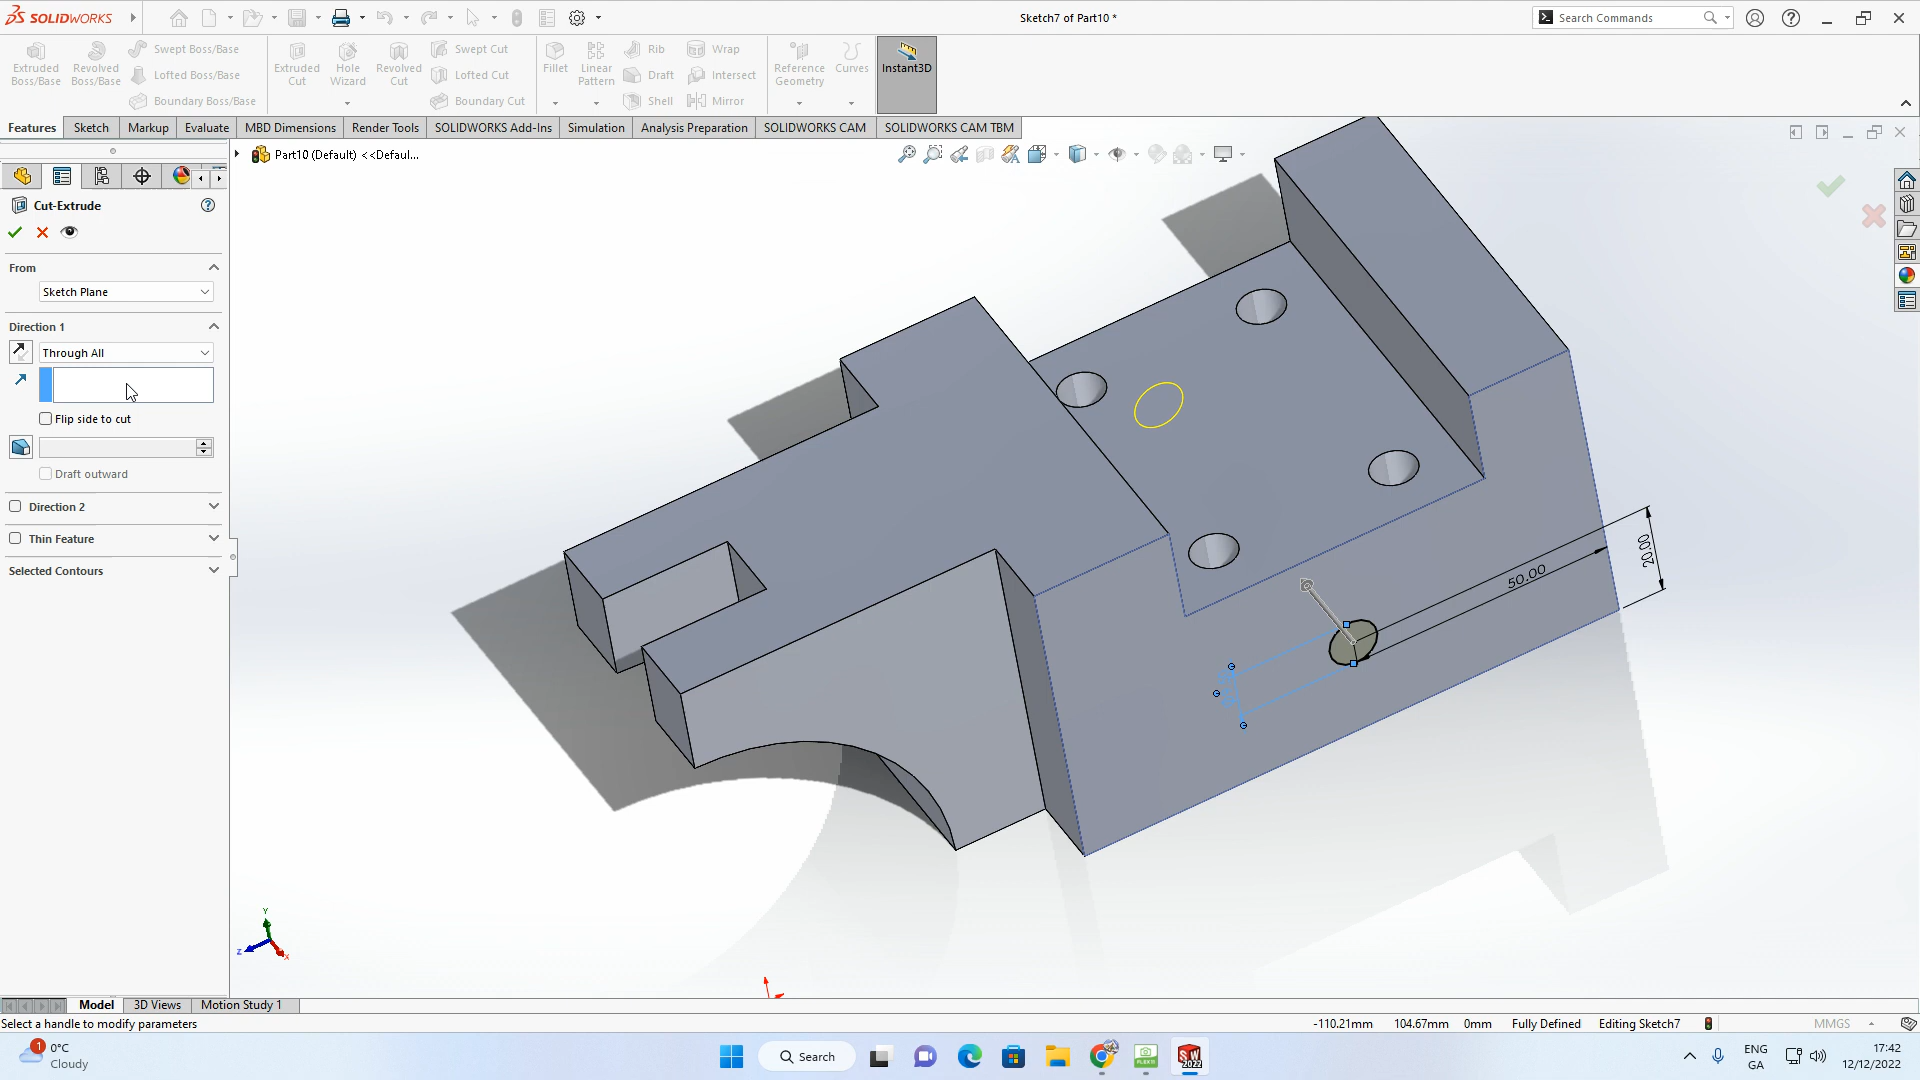 SOLIDWORKS
Sketch7 of Part10 *
Search Commands
Extruded Boss/Base
Revolved Boss/Base
Swept Boss/Base
Lofted Boss/Base
Boundary Boss/Base
Extruded Cut
Hole Wizard
Revolved Cut
Swept Cut
Lofted Cut
Boundary Cut
Fillet
Linear Pattern
Rib
Draft
Shell
Wrap
Intersect
Mirror
Reference Geometry
Curves
Instant3D
Features
Sketch
Markup
Evaluate
MBD Dimensions
Render Tools
SOLIDWORKS Add-Ins
Simulation
Analysis Preparation
SOLIDWORKS CAM
SOLIDWORKS CAM TBM
Part10 (Default) <<Defaul...
Cut-Extrude
From
Sketch Plane
Direction 1
Through All
Flip side to cut
Draft outward
Direction 2
Thin Feature
Selected Contours
50.00
20.00
Y
Z
X
Model
3D Views
Motion Study 1
Select a handle to modify parameters
-110.21mm
104.67mm
0mm
Fully Defined
Editing Sketch7
MMGS
1
0°C
Cloudy
Search
SW
2022
ENG
GA
17:42
12/12/2022